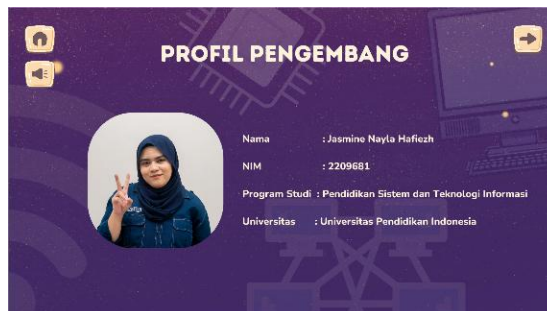 PROFIL PENGEMBANG
Nama : Jasmine Nayla Hafiezh
NIM : 2209681
Program Studi : Pendidikan Sistem dan Teknologi Informasi
Universitas : Universitas Pendidikan Indonesia